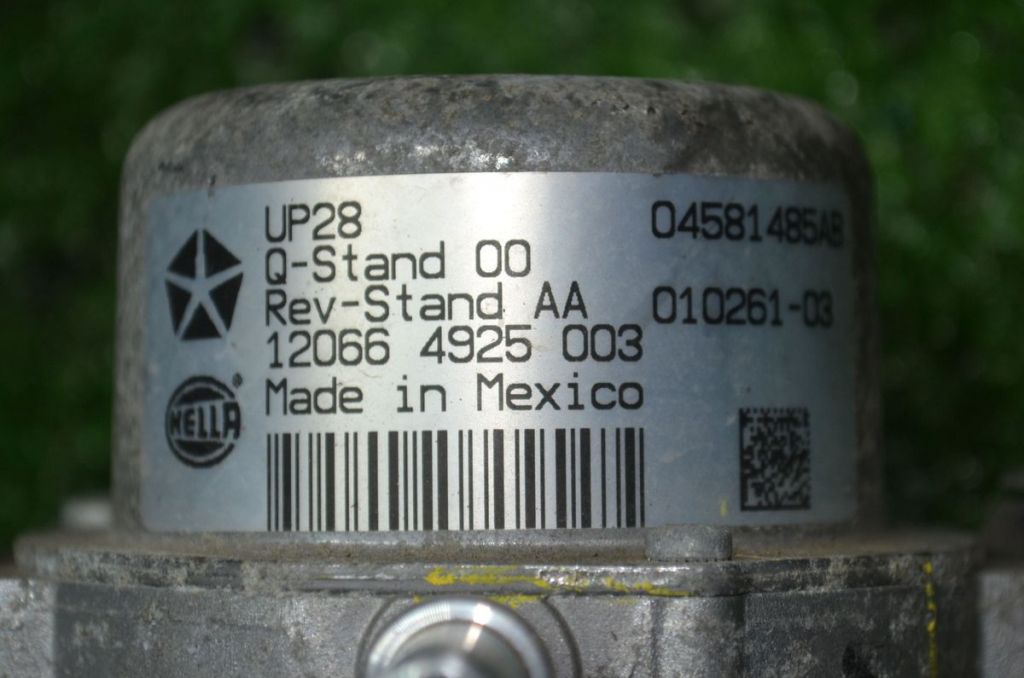 UP28
Q-Stand 00
Rev-Stand AA
12066 4925 003
Made in Mexico
04581485AB
010261-03
HELLA